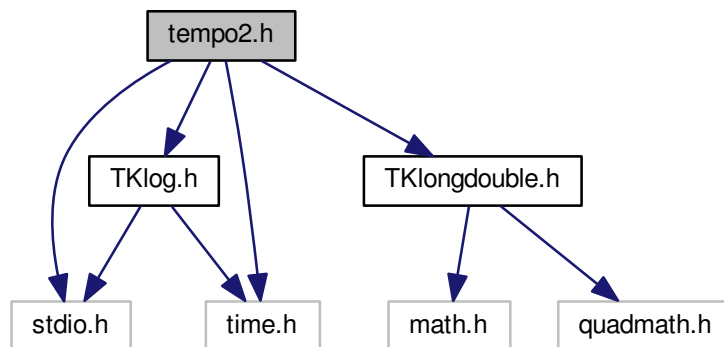 tempo2.h
TKlog.h
TKlongdouble.h
stdio.h
time.h
math.h
quadmath.h